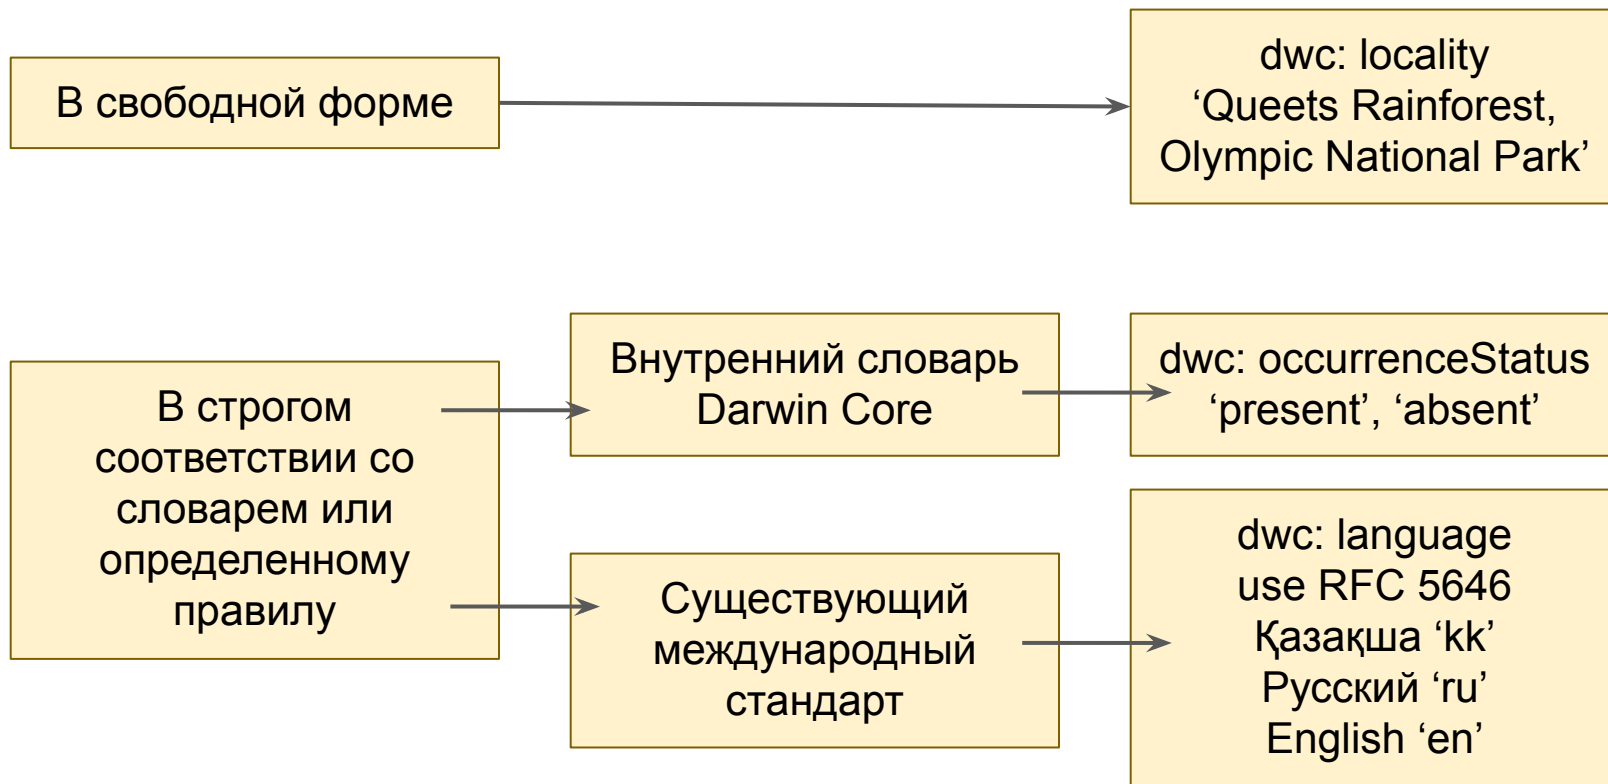 В свободной форме
dwc: locality
‘Queets Rainforest,
Olympic National Park’
В строгом
соответствии со
словарем или
определенному
правилу
Внутренний словарь
Darwin Core
dwc: occurrenceStatus
‘present’, ‘absent’
Существующий
международный
стандарт
dwc: language
use RFC 5646
Қазақша ‘kk’
Русский ‘ru’
English ‘en’